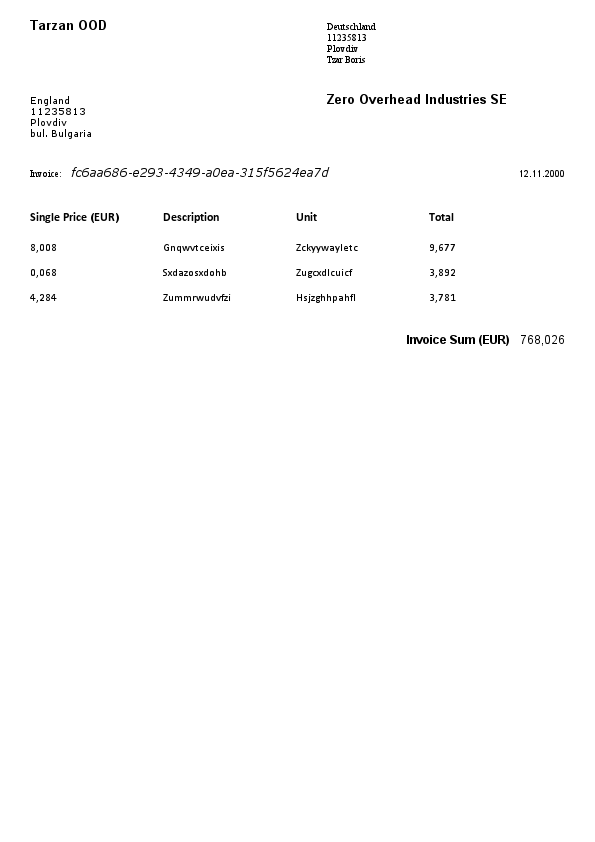 Tarzan OOD
Deutschland
11235813
Plovdiv
Tzar Boris
England
11235813
Plovdiv
bul. Bulgaria
Zero Overhead Industries SE
Invoice: fc6aa686-e293-4349-a0ea-315f5624ea7d 12.11.2000
Single Price (EUR) Description Unit Total
8,008 Gnqwvtceixis Zckyywayletc 9,677
0,068 Sxdazosxdohb Zugcxdlcuicf 3,892
4,284 Zummrwudvfzi Hsjzghhpahfl 3,781
Invoice Sum (EUR) 768,026